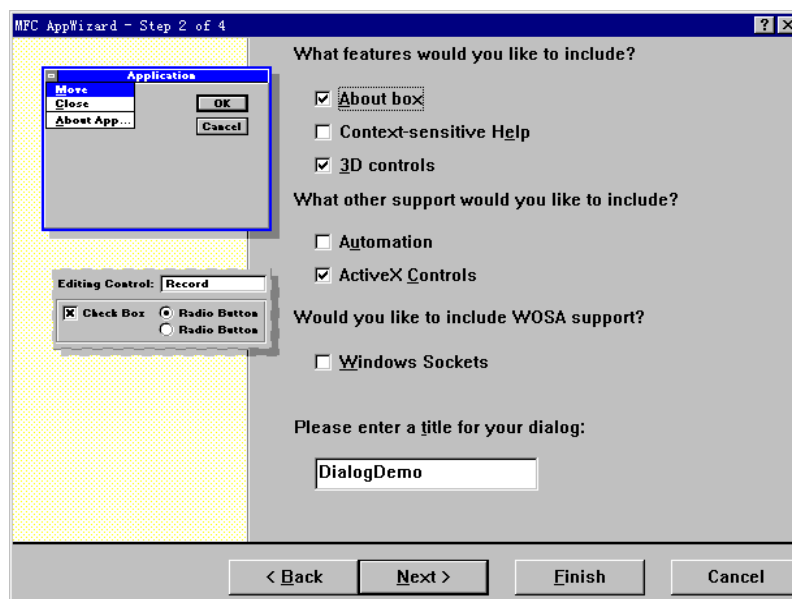 MFC AppWizard - Step 2 of 4
Application
Move
Close
About App...
OK
Cancel
Editing Control: Record
Check Box
Radio Button
Radio Button
What features would you like to include?
About box
Context-sensitive Help
3D controls
What other support would you like to include?
Automation
ActiveX Controls
Would you like to include WOSA support?
Windows Sockets
Please enter a title for your dialog:
DialogDemo
< Back
Next >
Finish
Cancel